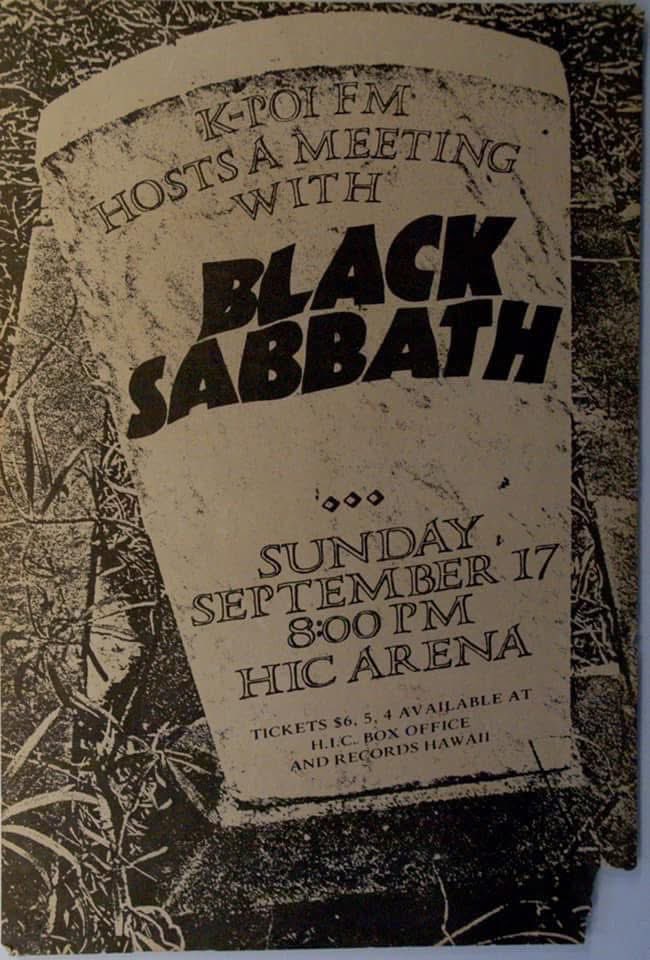 K-POI FM
HOSTS A MEETING
WITH
BLACK
SABBATH
SUNDAY
SEPTEMBER 17
8:00 PM
HIC ARENA
TICKETS $6, 5, 4 AVAILABLE AT
H.I.C. BOX OFFICE
AND RECORDS HAWAII